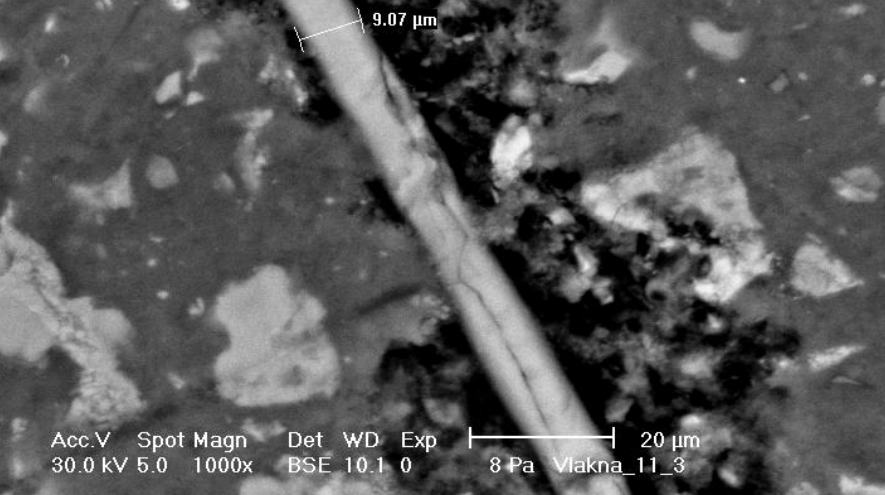 9.07 µm
Acc.V Spot Magn Det WD Exp 20 µm
30.0 kV 5.0 1000x BSE 10.1 0 8 Pa Vlakna_11_3